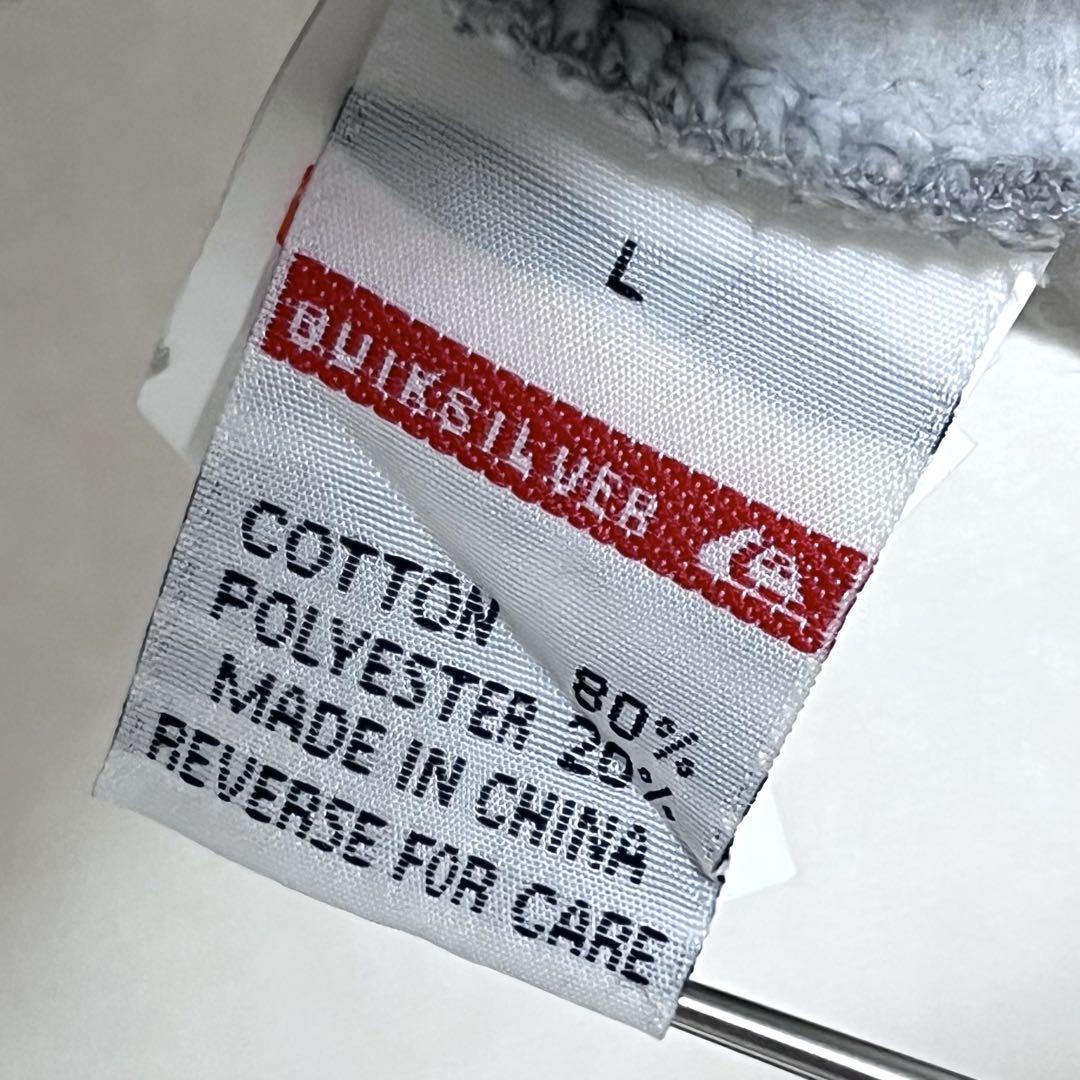 L
QUIKSILVER
COTTON 80%
POLYESTER 20%
MADE IN CHINA
REVERSE FOR CARE